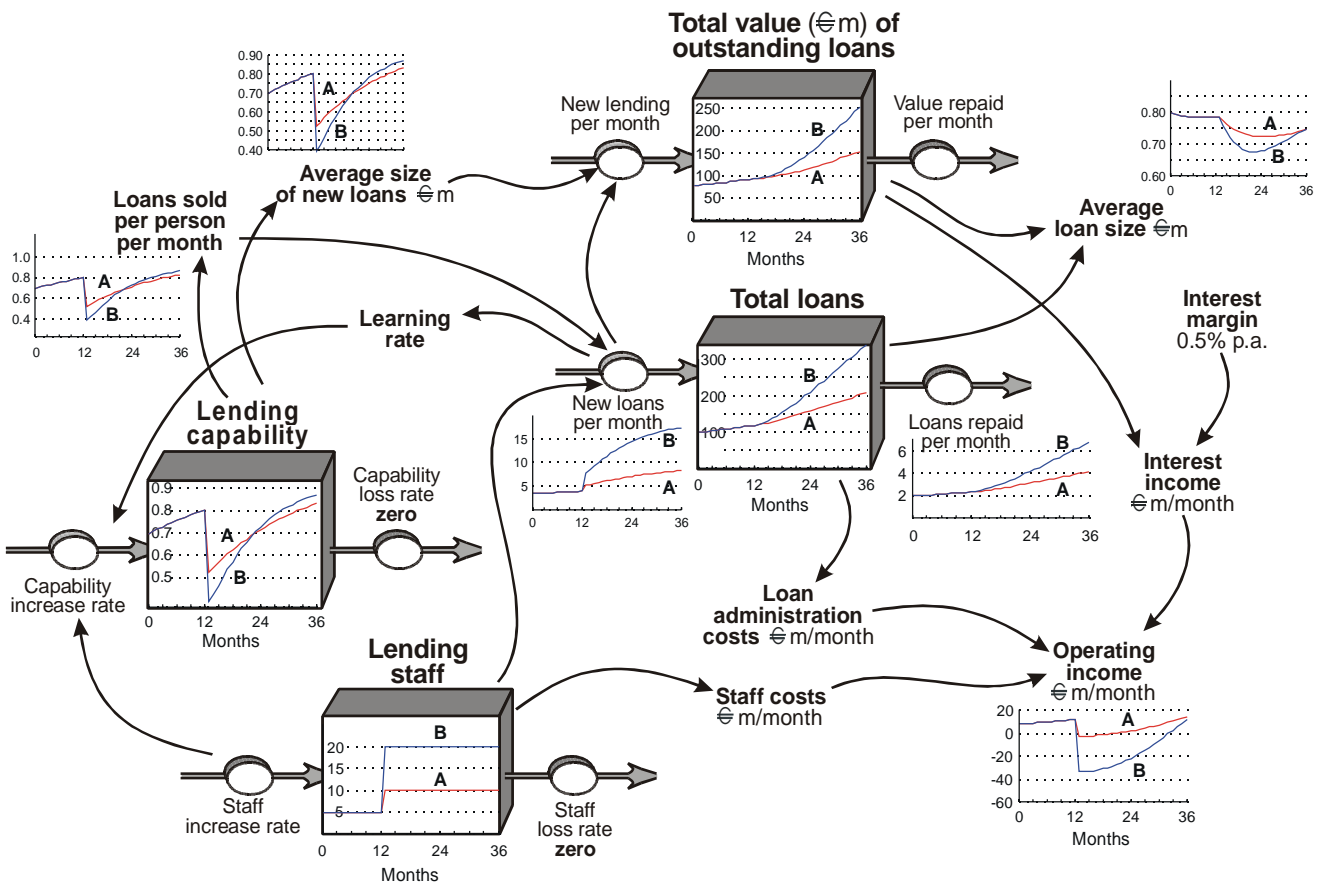 Total value (€m) of
outstanding loans
0.90
0.80
0.70
0.60
0.50
0.40
A
B
New lending
per month
250
200
150
100
50
B
A
0 12 24 36
Months
Value repaid
per month
0.80
0.70
0.60
A
B
0 12 24 36
Average size
of new loans €m
Loans sold
per person
per month
1.0
0.8
0.6
0.4
A
B
0 12 24 36
Average
loan size €m
Total loans
300
200
100
B
A
0 12 24 36
Months
Interest
margin
0.5% p.a.
Learning
rate
New loans
per month
15
10
5
B
A
0 12 24 36
Loans repaid
per month
6
4
2
B
A
0 12 24 36
Lending
capability
0.9
0.8
0.7
0.6
0.5
A
B
0 12 24 36
Months
Capability
loss rate
zero
Capability
increase rate
Interest
income
€m/month
Loan
administration
costs €m/month
Lending
staff
20
15
10
5
B
A
0 12 24 36
Months
Staff
increase rate
Staff
loss rate
zero
Staff costs
€m/month
Operating
income
€m/month
20
0
-20
-40
-60
A
B
0 12 24 36
Months